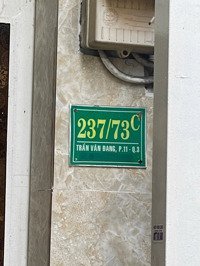 237/73C
TRẦN VĂN ĐANG, P.11 - Q.3